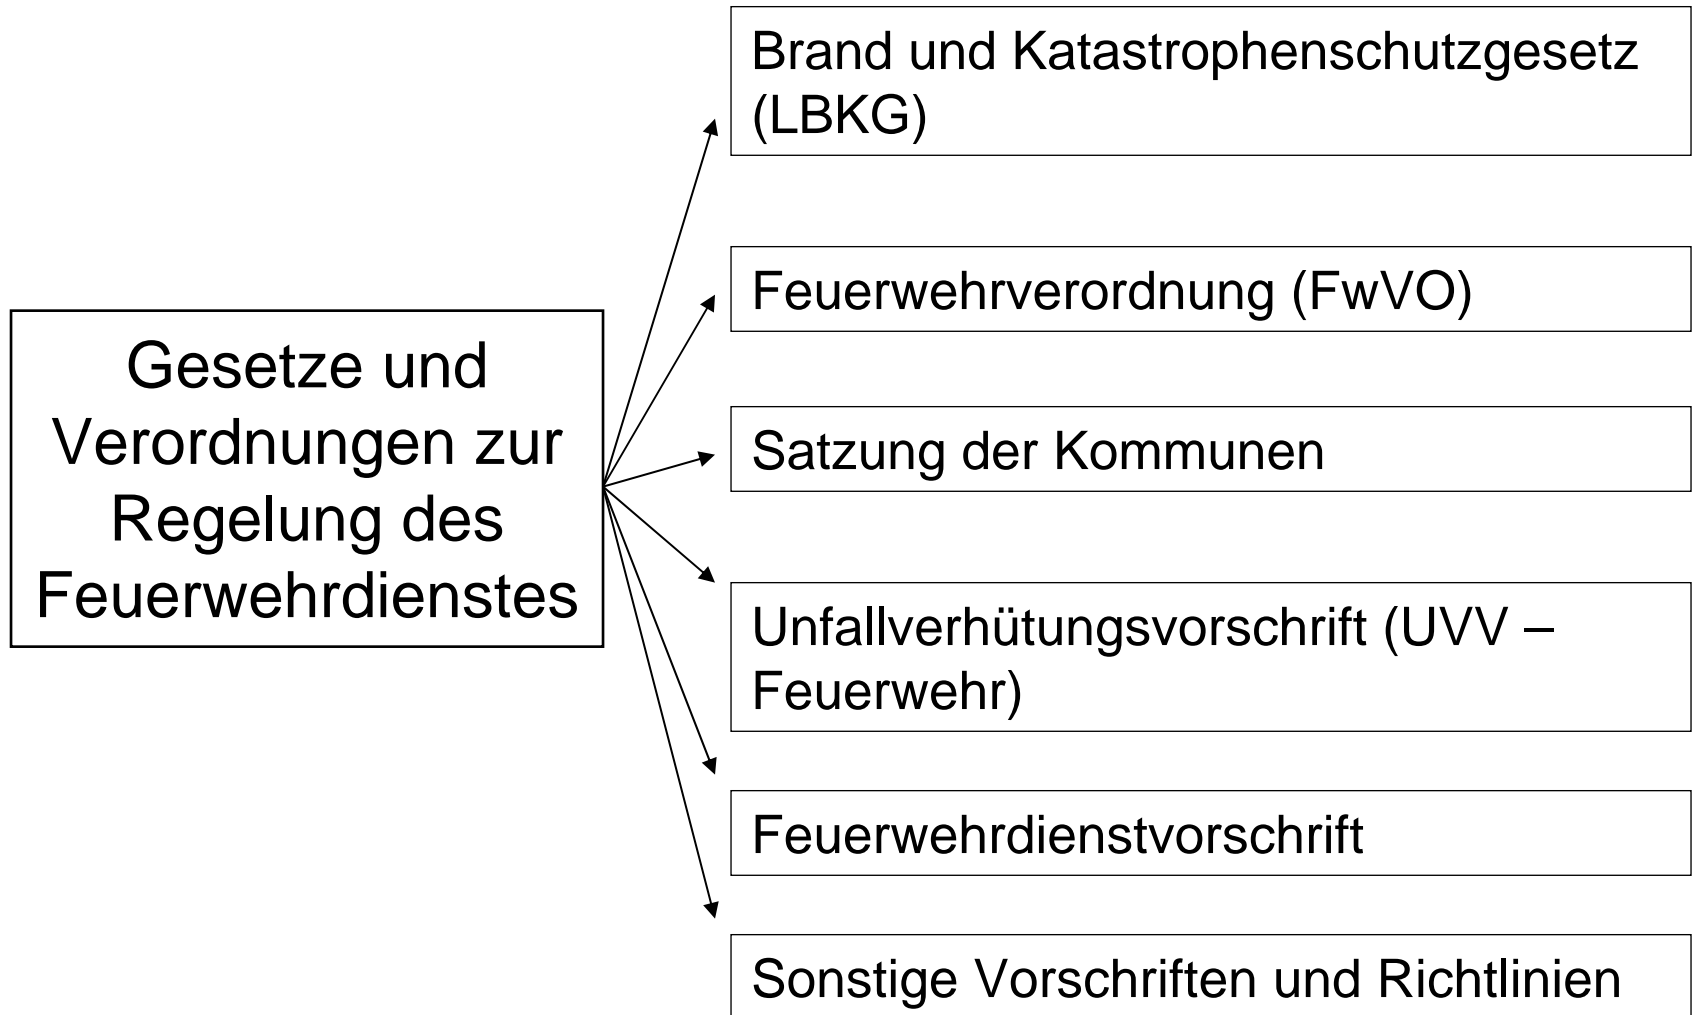 Brand und Katastrophenschutzgesetz
(LBKG)
Feuerwehrverordnung (FwVO)
Gesetze und
Verordnungen zur
Regelung des
Feuerwehrdienstes
Satzung der Kommunen
Unfallverhütungsvorschrift (UVV –
Feuerwehr)
Feuerwehrdienstvorschrift
Sonstige Vorschriften und Richtlinien